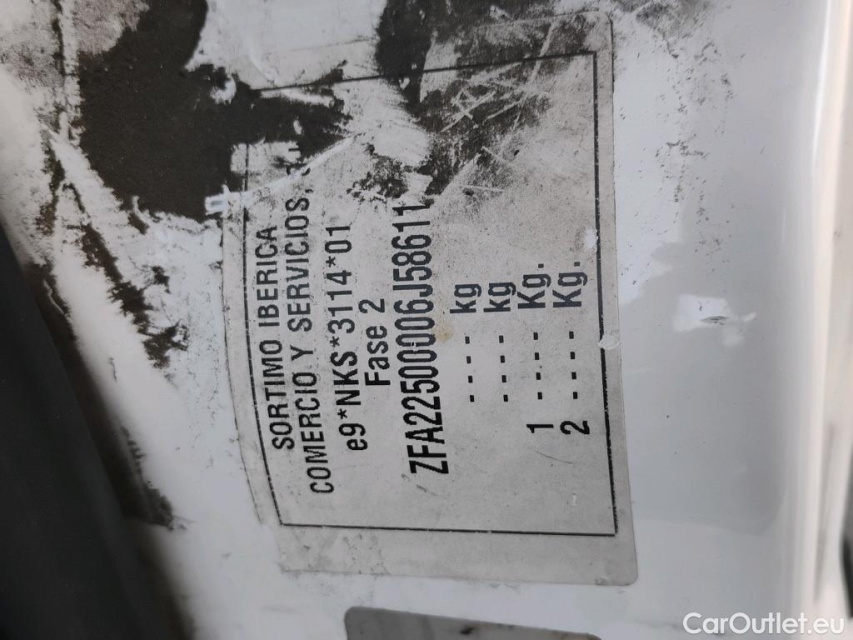 SORTIMO IBERICA
COMERCIO Y SERVICIOS,
e9*NKS*3114*01
Fase 2
ZFA22500006J58611
- - - - kg
- - - - kg
1 - - - - Kg.
2 - - - - Kg.
CarOutlet.eu